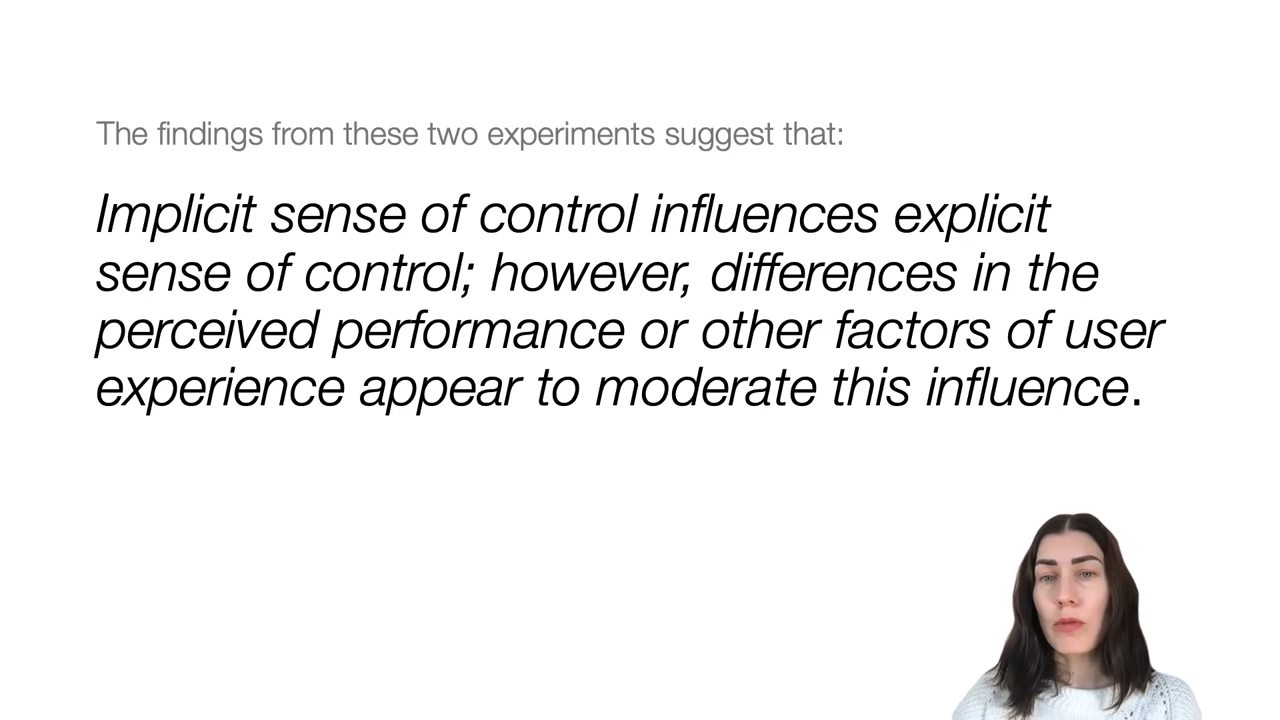 The findings from these two experiments suggest that:
Implicit sense of control influences explicit
sense of control; however, differences in the
perceived performance or other factors of user
experience appear to moderate this influence.